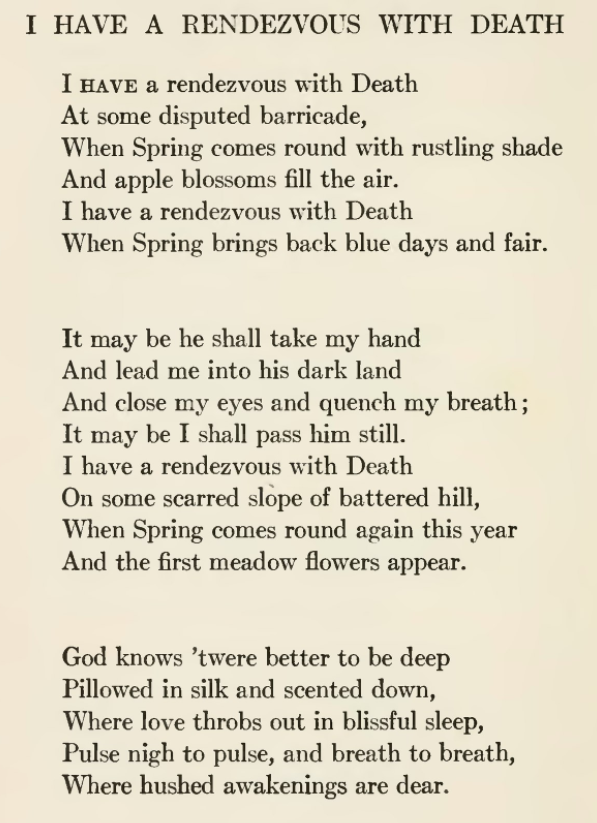 I HAVE A RENDEZVOUS WITH DEATH
I HAVE a rendezvous with Death
At some disputed barricade,
When Spring comes round with rustling shade
And apple blossoms fill the air.
I have a rendezvous with Death
When Spring brings back blue days and fair.
It may be he shall take my hand
And lead me into his dark land
And close my eyes and quench my breath;
It may be I shall pass him still.
I have a rendezvous with Death
On some scarred slope of battered hill,
When Spring comes round again this year
And the first meadow flowers appear.
God knows 'twere better to be deep
Pillowed in silk and scented down,
Where love throbs out in blissful sleep,
Pulse nigh to pulse, and breath to breath,
Where hushed awakenings are dear.